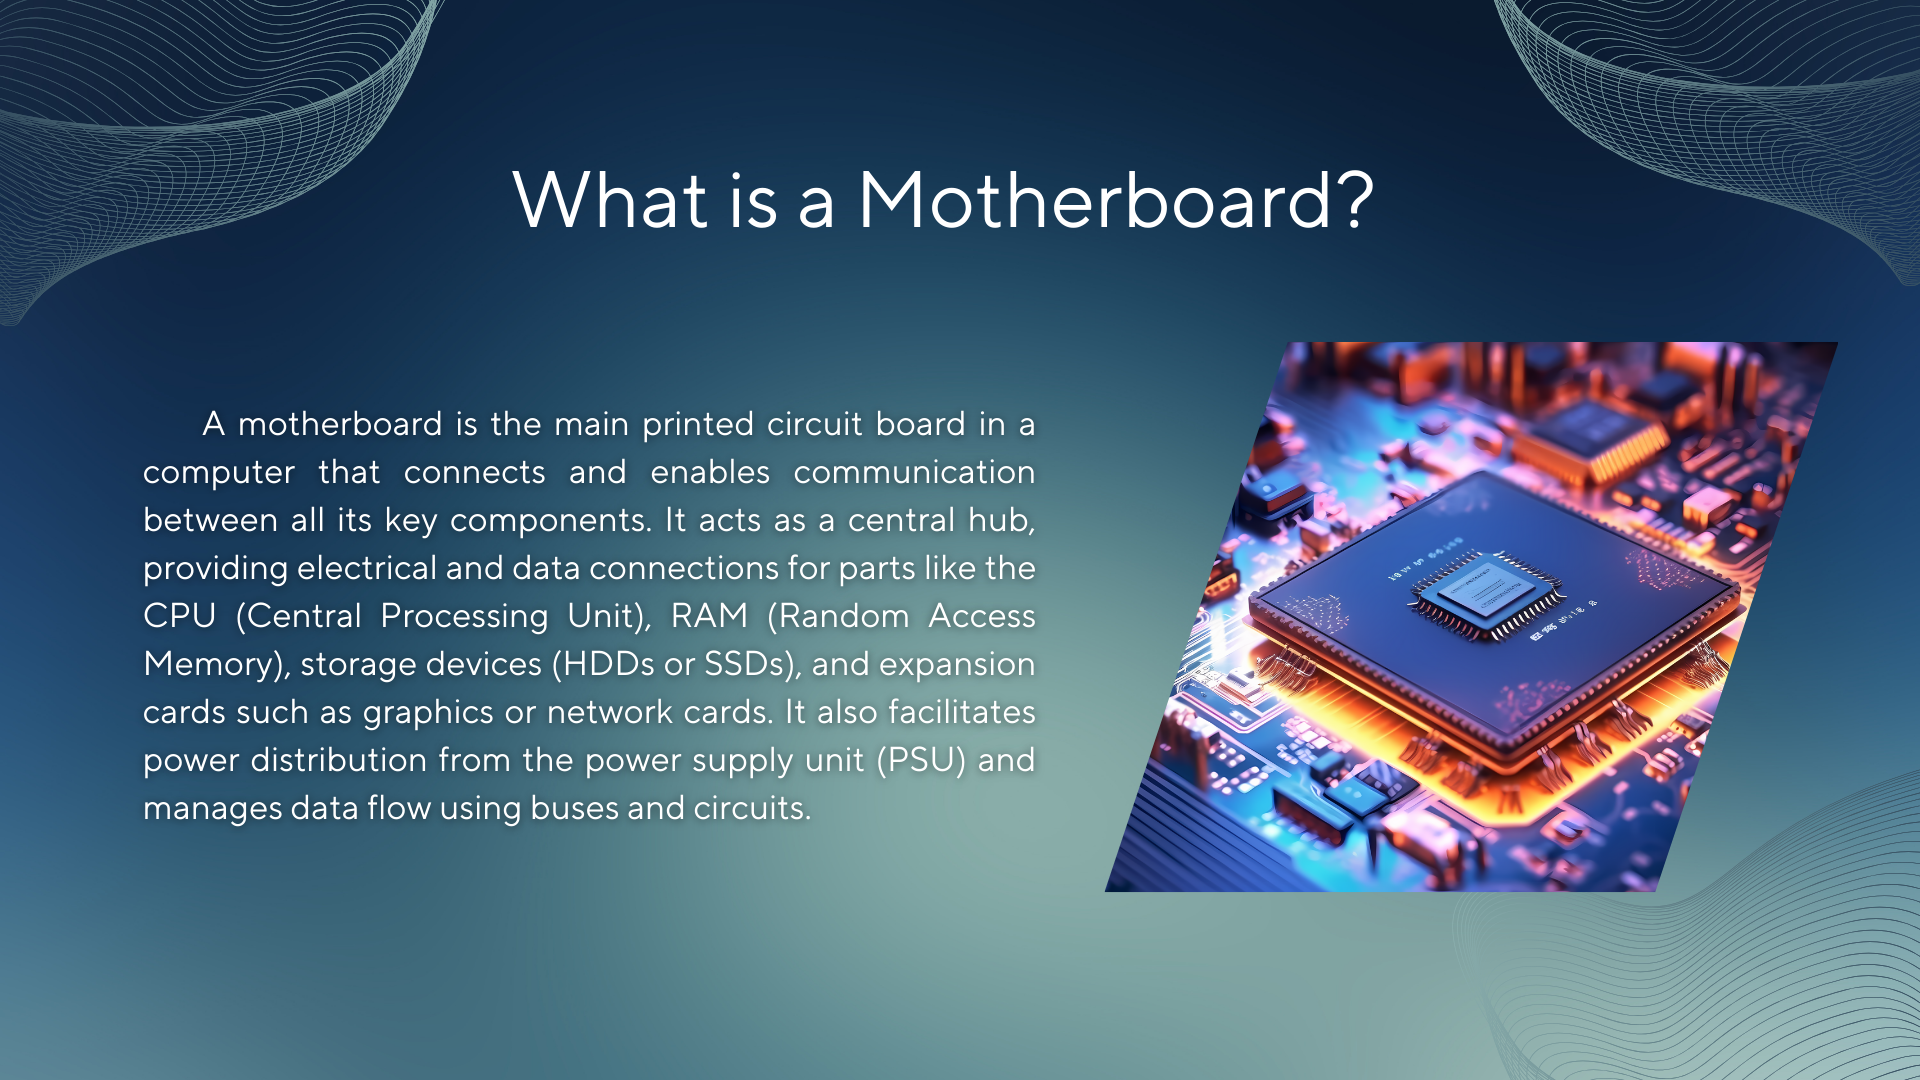 What is a Motherboard?
A motherboard is the main printed circuit board in a
computer that connects and enables communication
between all its key components. It acts as a central hub,
providing electrical and data connections for parts like the
CPU (Central Processing Unit), RAM (Random Access
Memory), storage devices (HDDs or SSDs), and expansion
cards such as graphics or network cards. It also facilitates
power distribution from the power supply unit (PSU) and
manages data flow using buses and circuits.